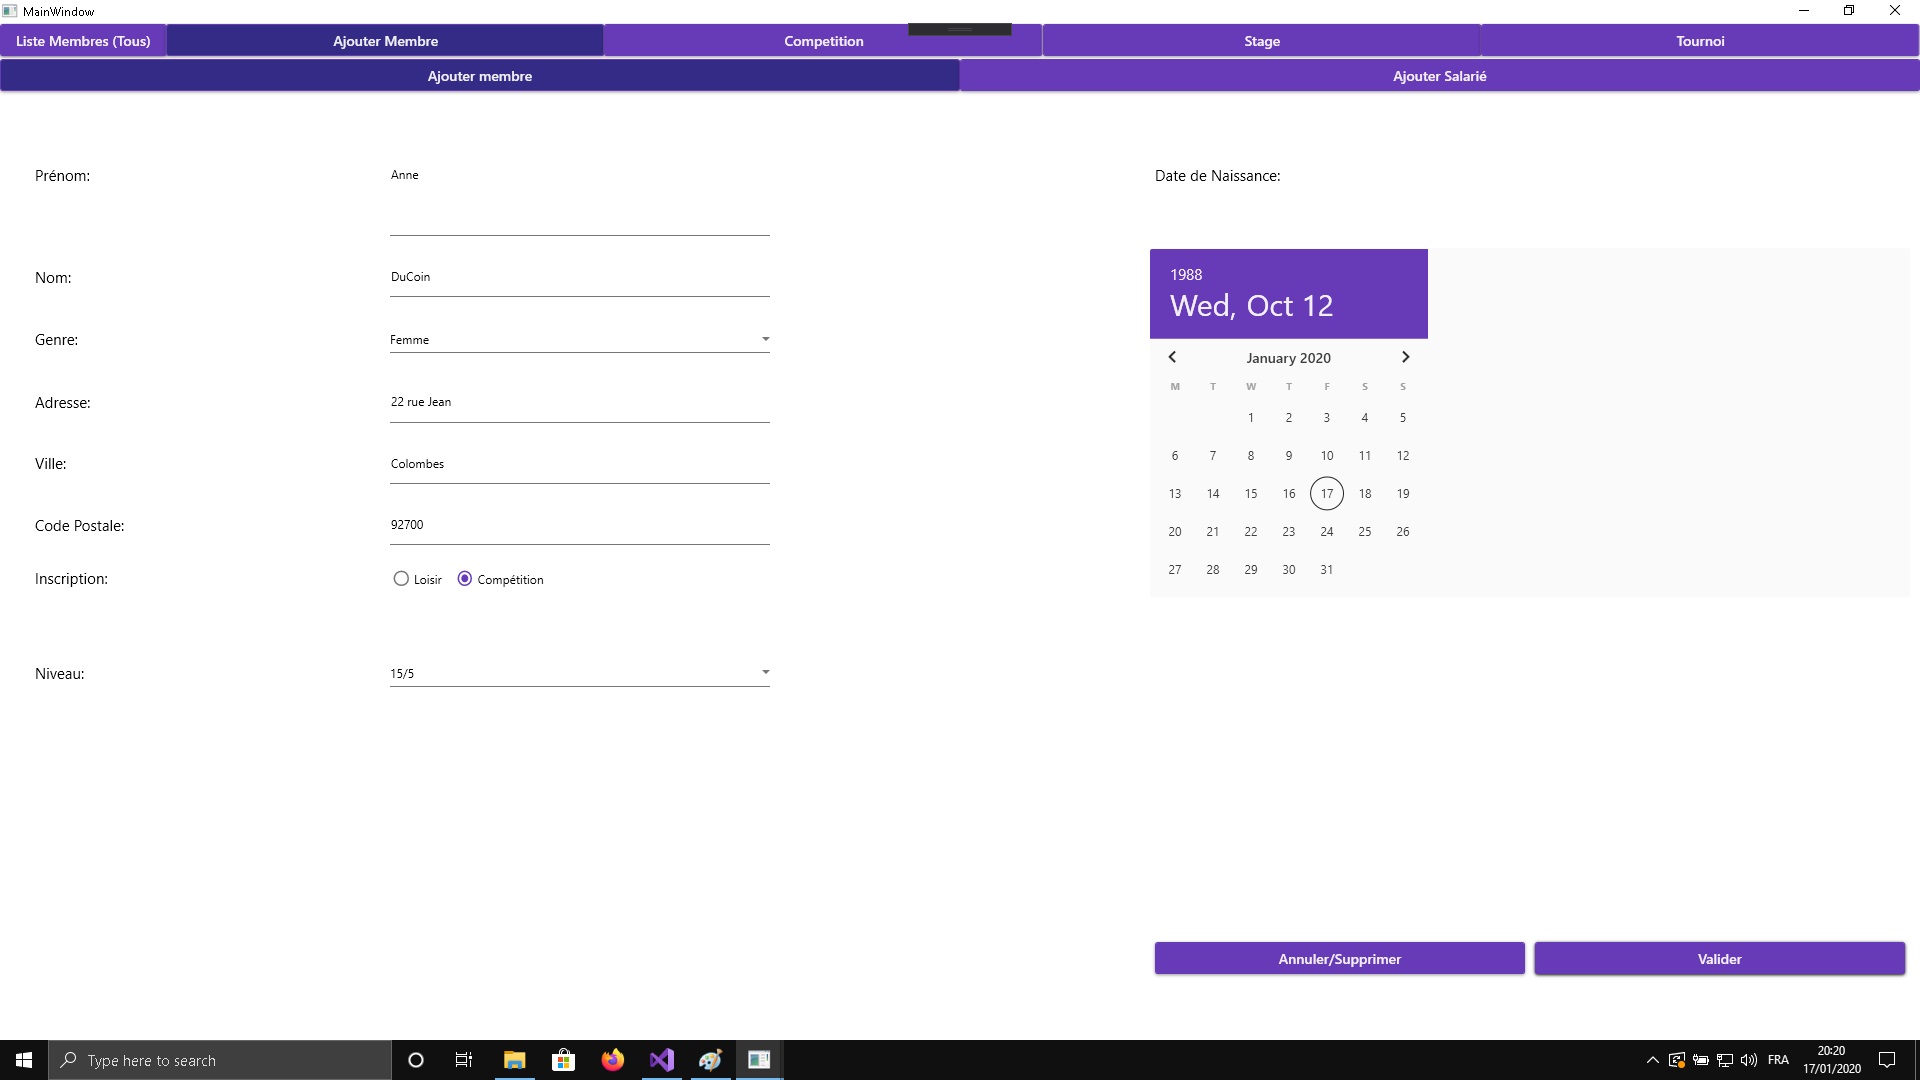 MainWindow
Liste Membres (Tous) Ajouter Membre Competition Stage Tournoi
Ajouter membre Ajouter Salarié
Prénom: Anne
Date de Naissance:
Nom: DuCoin
Genre: Femme
Adresse: 22 rue Jean
Ville: Colombes
Code Postale: 92700
Inscription: Loisir Compétition
Niveau: 15/5
1988
Wed, Oct 12
January 2020
M T W T F S S
1 2 3 4 5
6 7 8 9 10 11 12
13 14 15 16 17 18 19
20 21 22 23 24 25 26
27 28 29 30 31
Annuler/Supprimer Valider
Type here to search
FRA
20:20
17/01/2020